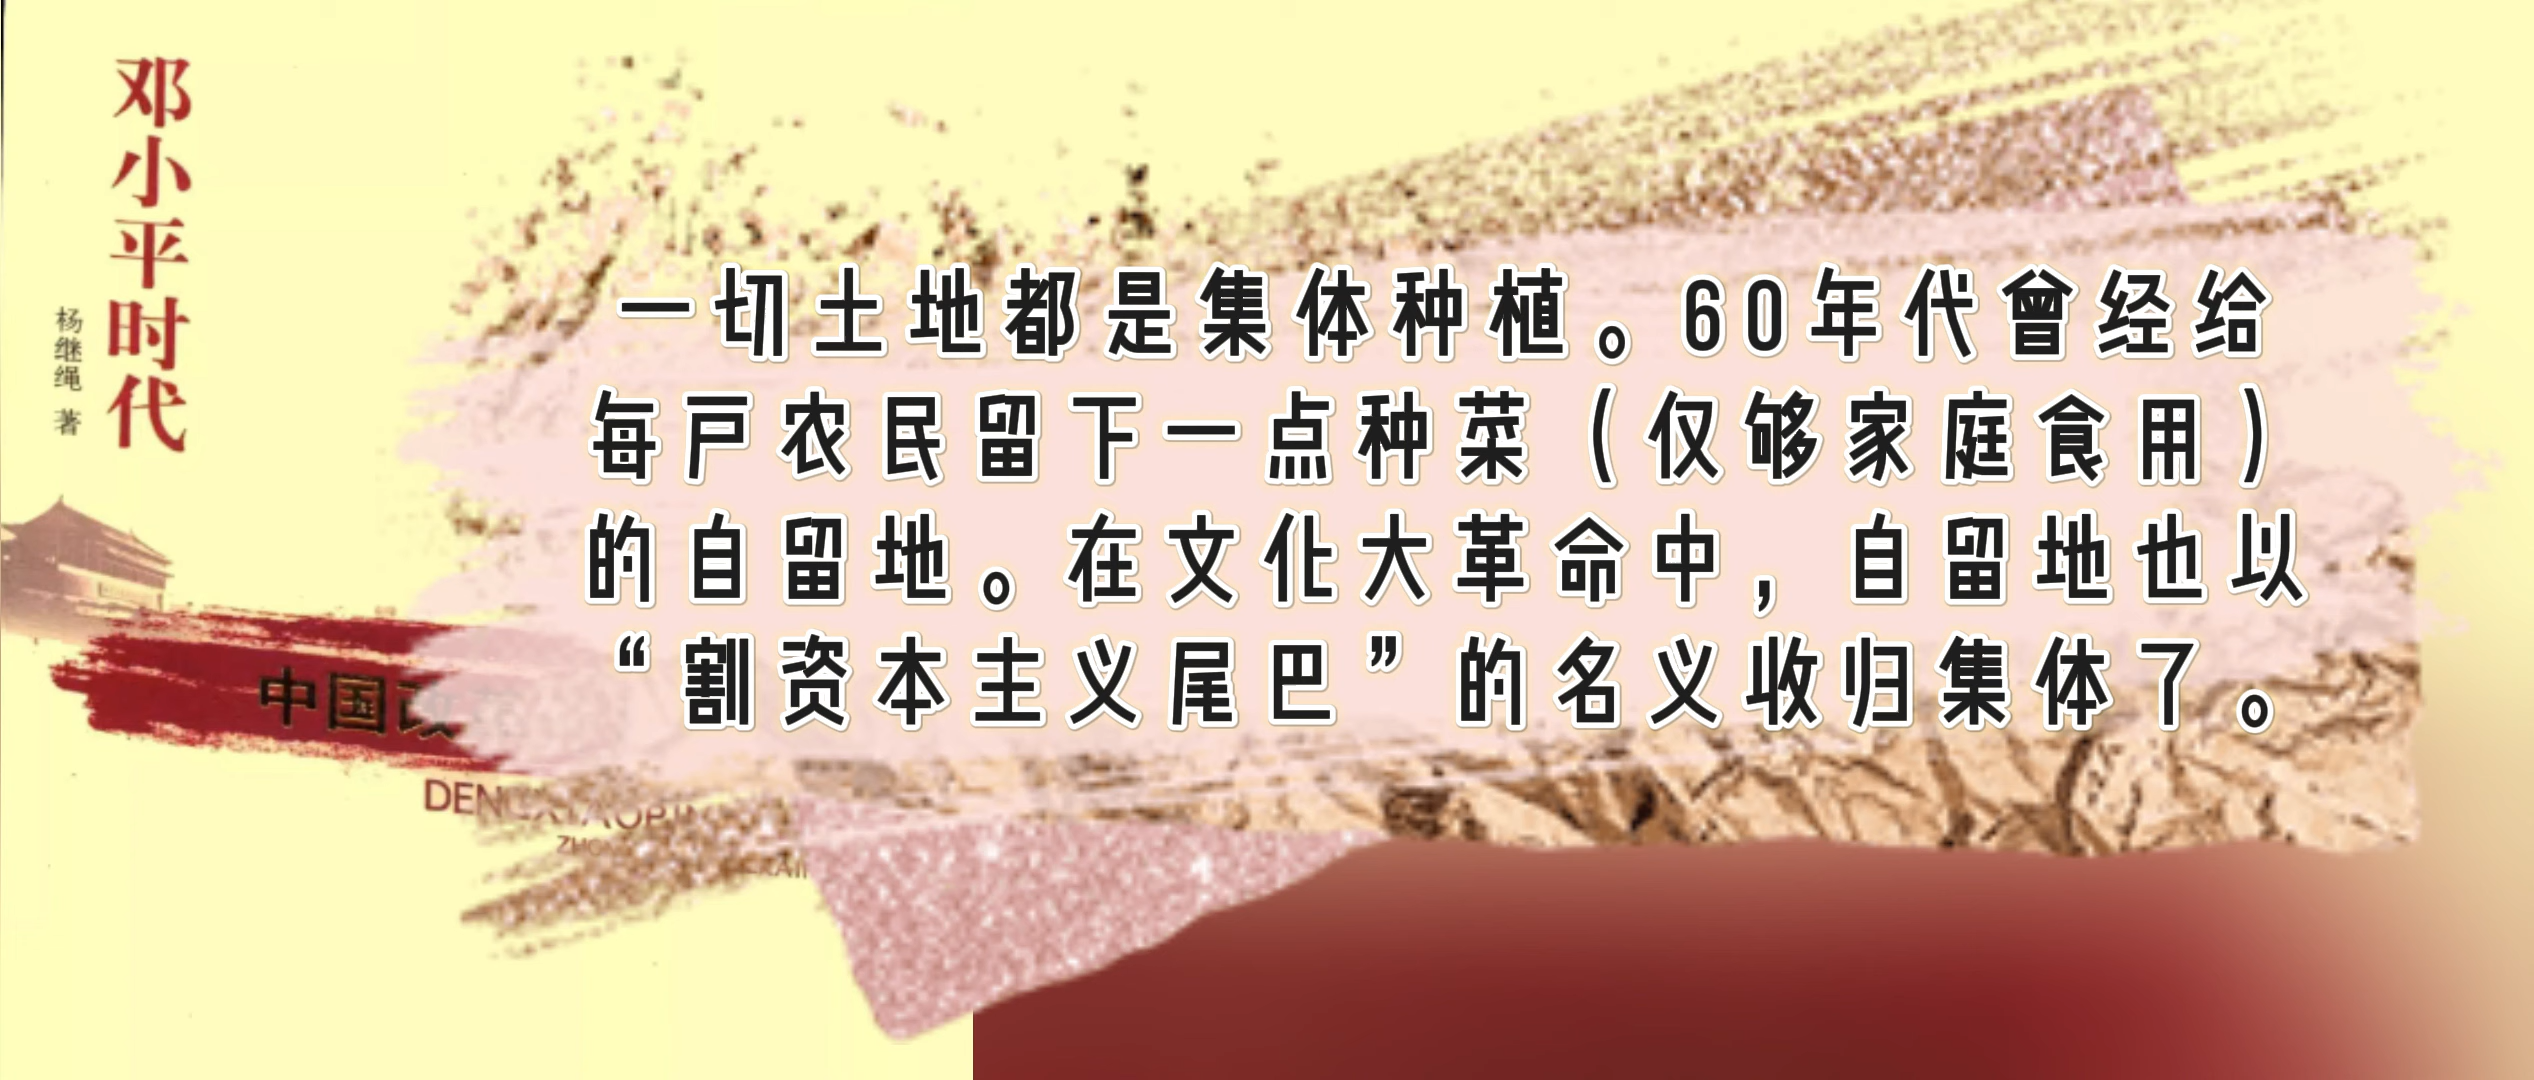 邓小平时代
杨继绳 著
一切土地都是集体种植。60年代曾经给
每戸农民留下一点种菜（仅够家庭食用）
的自留地。在文化大革命中，自留地也以
“割资本主义尾巴”的名义收归集体了。
中国改